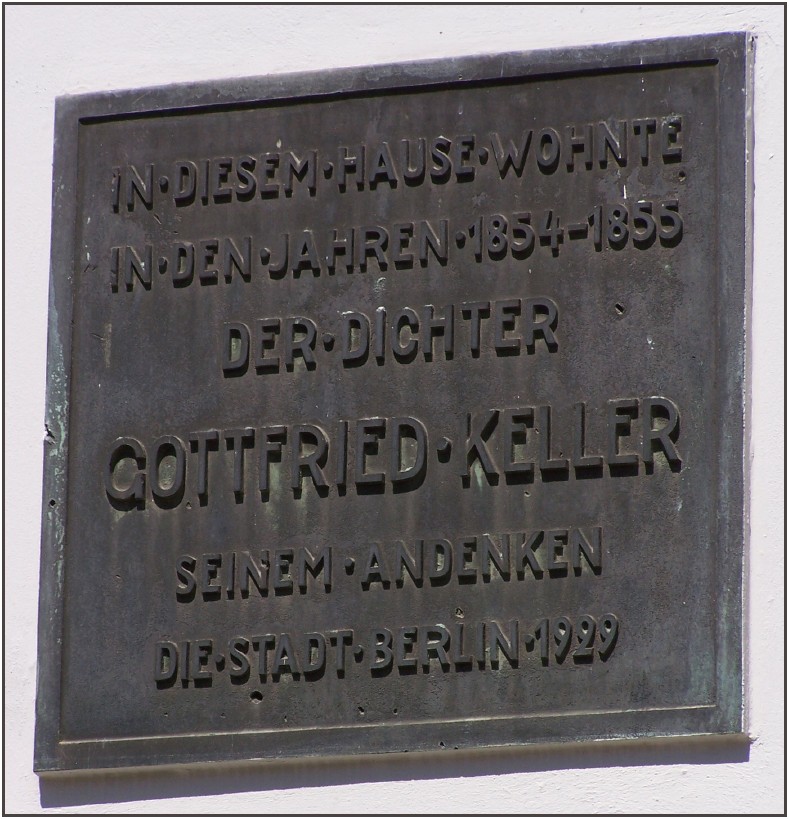 IN·DIESEM·HAUSE·WOHNTE
IN·DEN·JAHREN·1854–1855
DER·DICHTER
GOTTFRIED·KELLER
SEINEM·ANDENKEN
DIE·STADT·BERLIN·1929